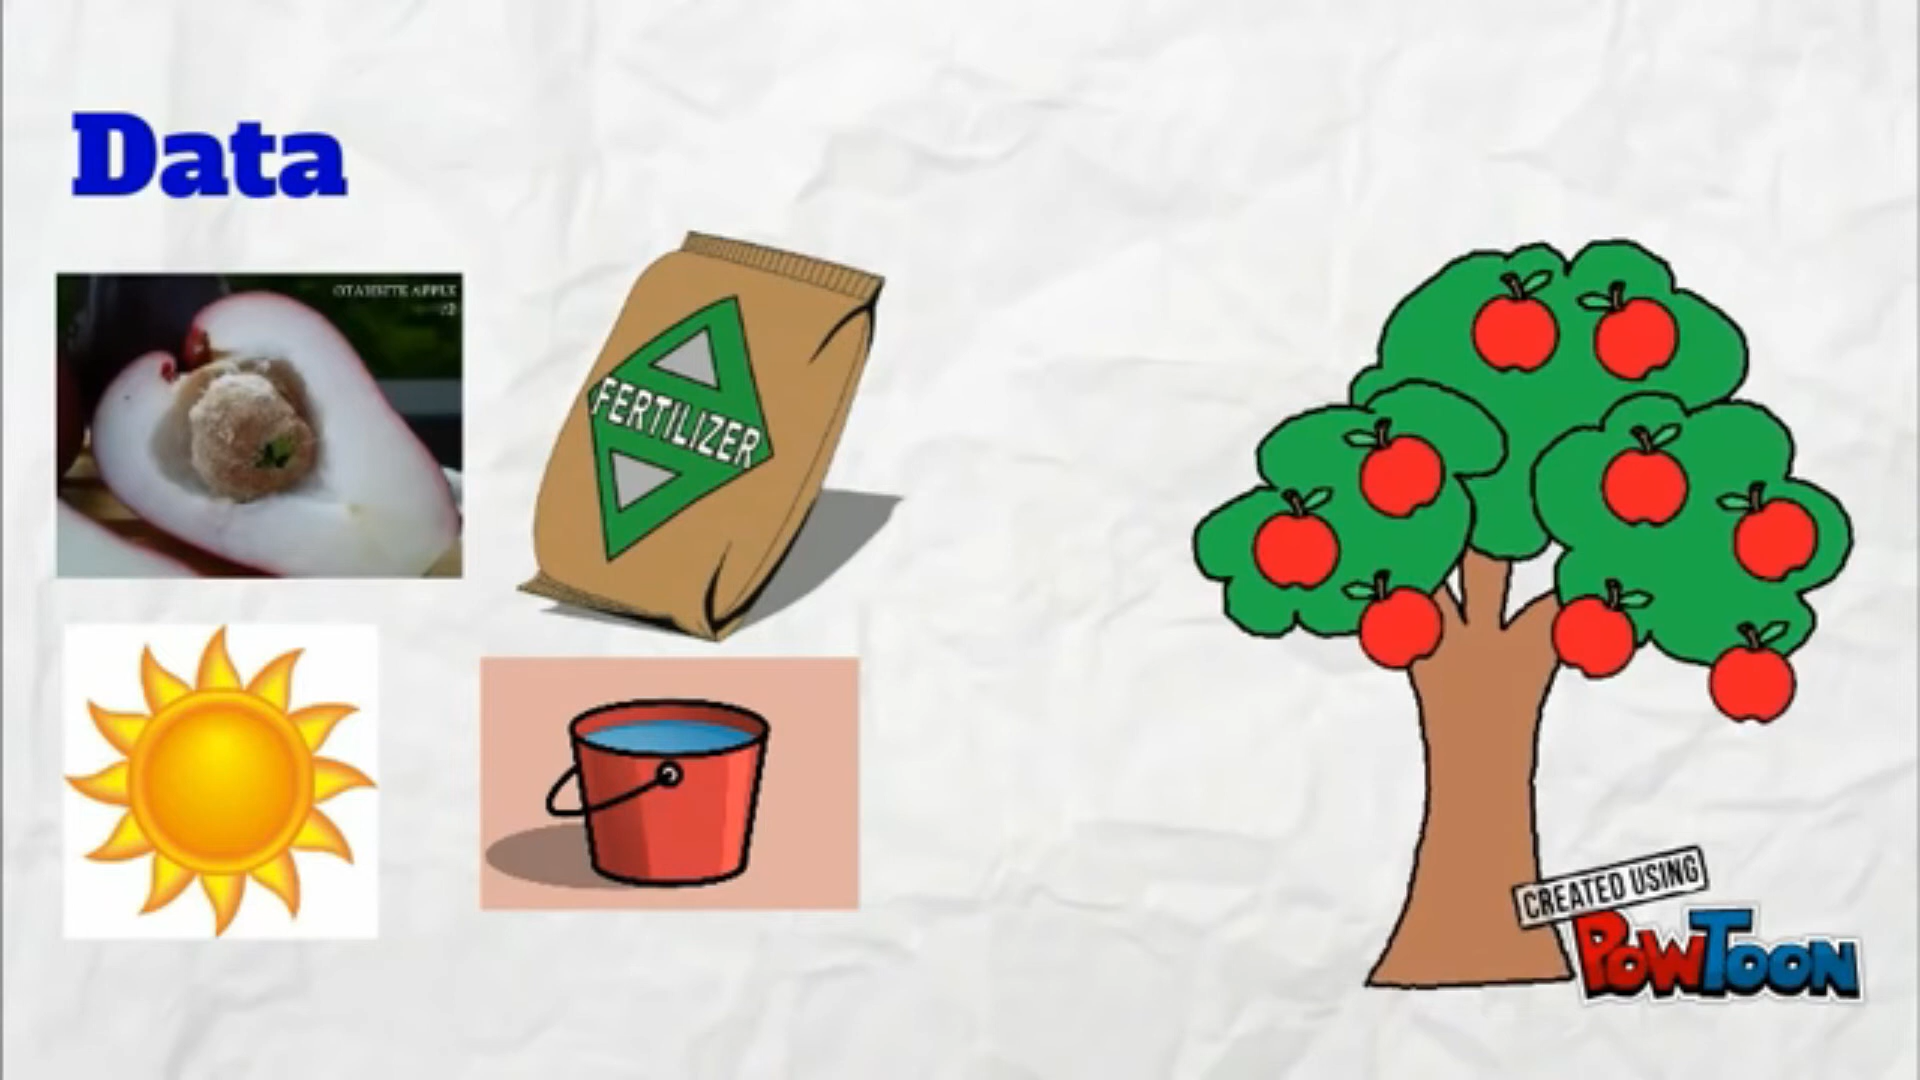 Data
OTAHEITE APPLE
FERTILIZER
CREATED USING
POWTOON